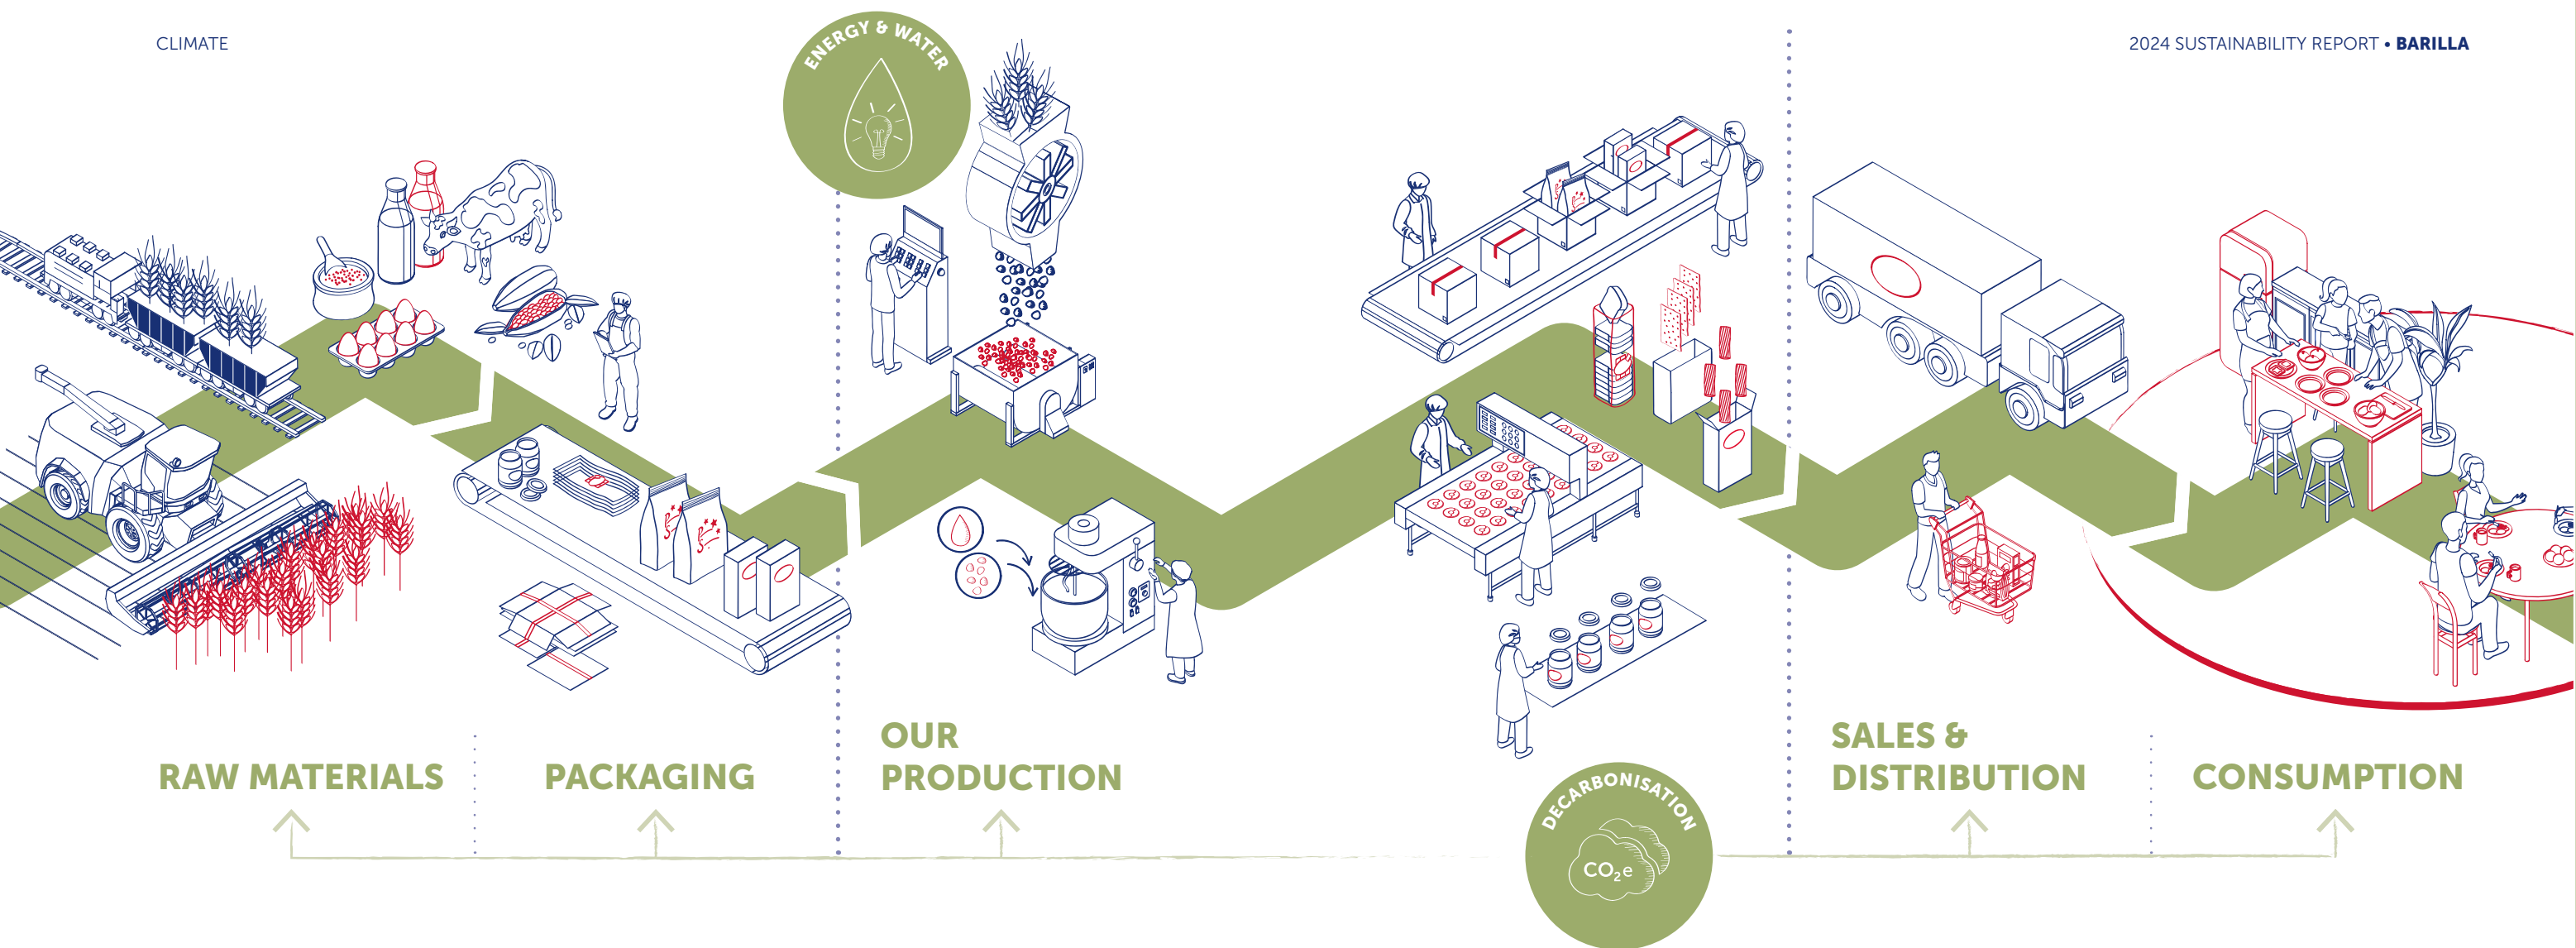 CLIMATE
2024 SUSTAINABILITY REPORT • BARILLA
ENERGY & WATER
RAW MATERIALS
PACKAGING
OUR
PRODUCTION
SALES &
DISTRIBUTION
CONSUMPTION
DECARBONISATION
CO₂e